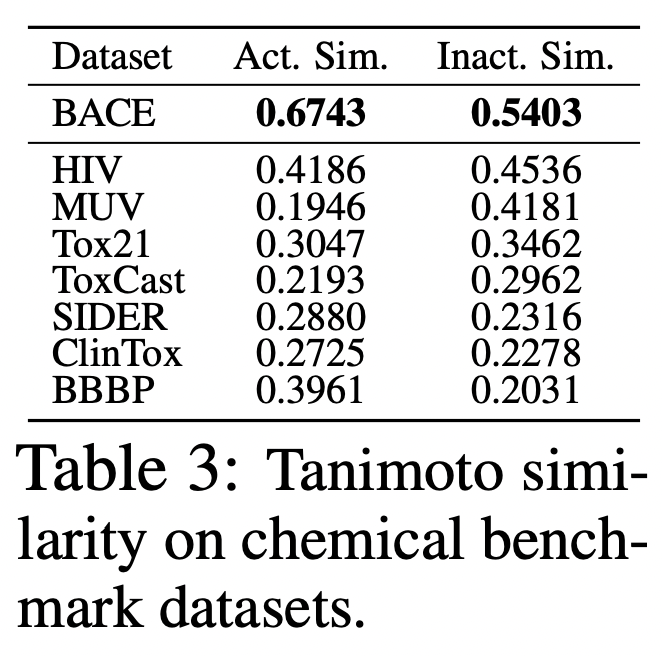 Dataset Act. Sim. Inact. Sim.
BACE 0.6743 0.5403
HIV 0.4186 0.4536
MUV 0.1946 0.4181
Tox21 0.3047 0.3462
ToxCast 0.2193 0.2962
SIDER 0.2880 0.2316
ClinTox 0.2725 0.2278
BBBP 0.3961 0.2031
Table 3: Tanimoto simi-
larity on chemical bench-
mark datasets.